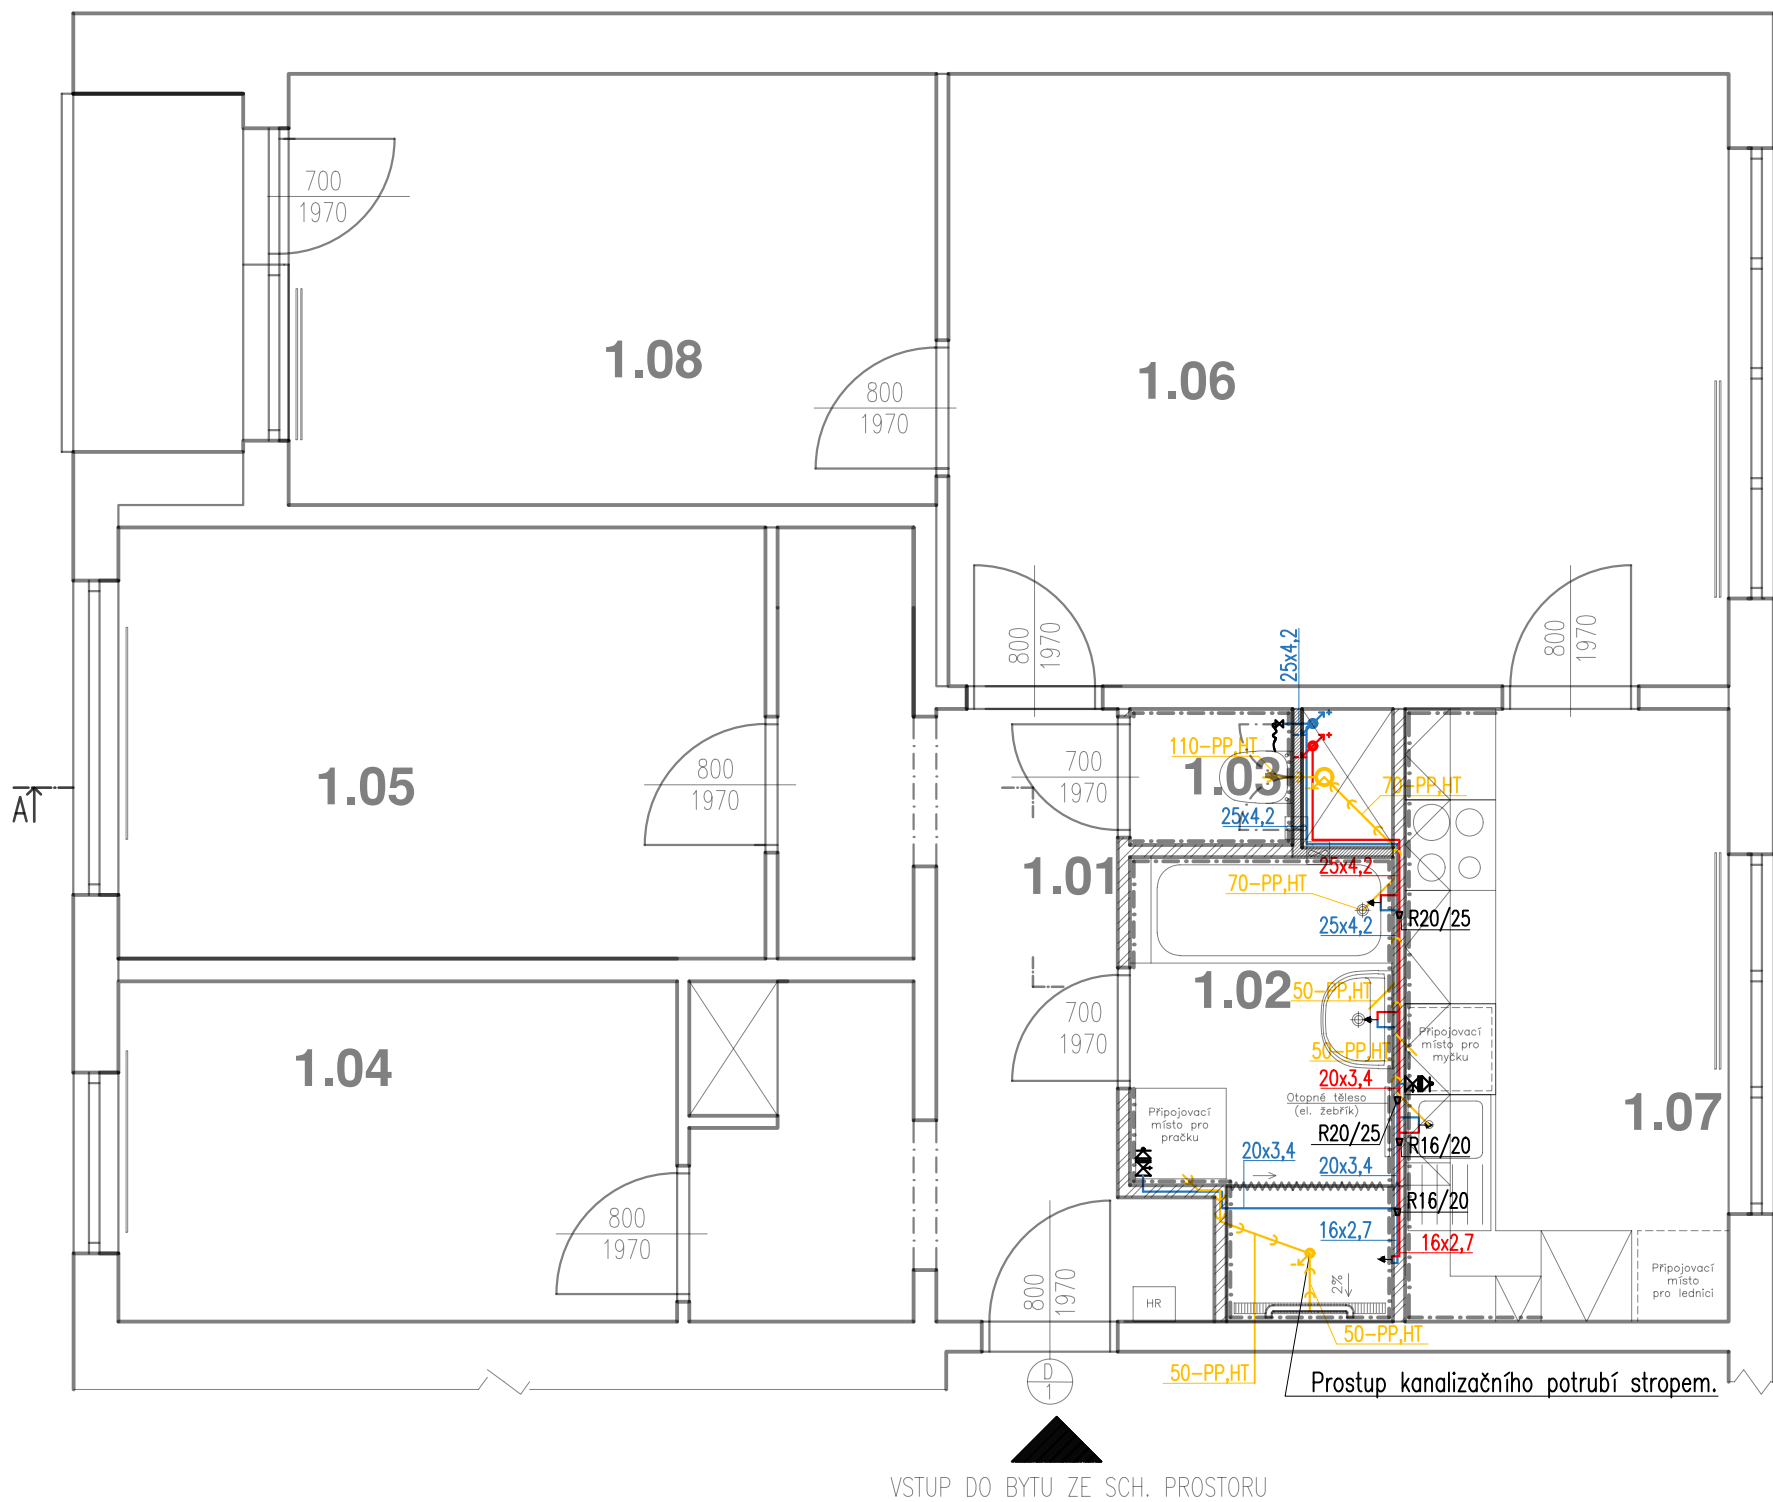 700
1970
1.08
1.06
800
1970
800
1970
800
1970
25x4,2
110-PP,HT
700
1970
1.03
70-PP,HT
800
1970
1.05
A
25x4,2
1.01
25x4,2
70-PP,HT
R20/25
25x4,2
1.02
50-PP,HT
700
1970
Připojovací
místo pro
myčku
50-PP,HT
1.04
20x3,4
Otopné těleso
(el. žebřík)
1.07
Připojovací
místo pro
pračku
R20/25
R16/20
20x3,4
20x3,4
R16/20
800
1970
16x2,7
16x2,7
Připojovací
místo
pro lednici
800
1970
HR
2%
50-PP,HT
50-PP,HT
D
1
Prostup kanalizačního potrubí stropem.
VSTUP DO BYTU ZE SCH. PROSTORU